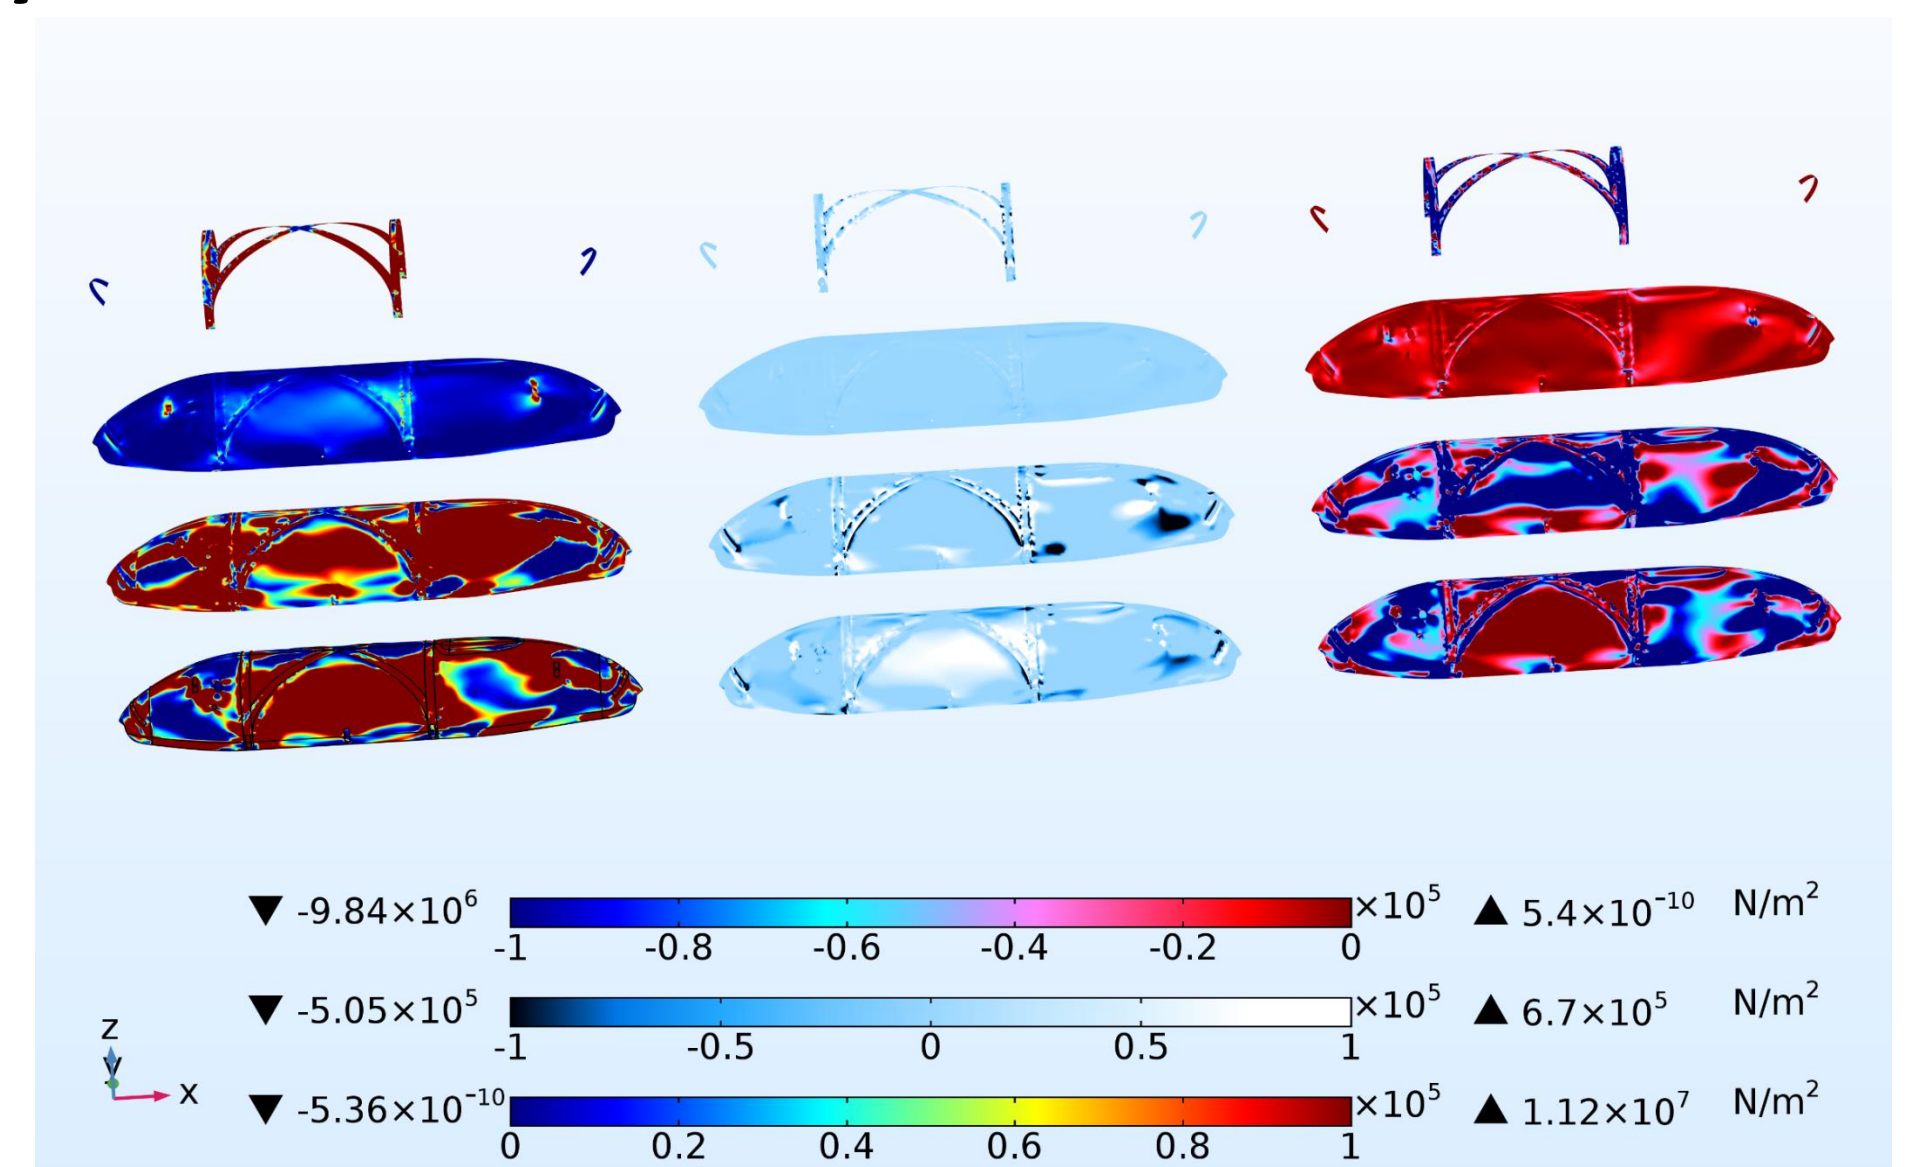 ▼ -9.84×10⁶ ×10⁵ ▲ 5.4×10⁻¹⁰ N/m²
-1 -0.8 -0.6 -0.4 -0.2 0
▼ -5.05×10⁵ ×10⁵ ▲ 6.7×10⁵ N/m²
-1 -0.5 0 0.5 1
z
y
x
▼ -5.36×10⁻¹⁰ ×10⁵ ▲ 1.12×10⁷ N/m²
0 0.2 0.4 0.6 0.8 1